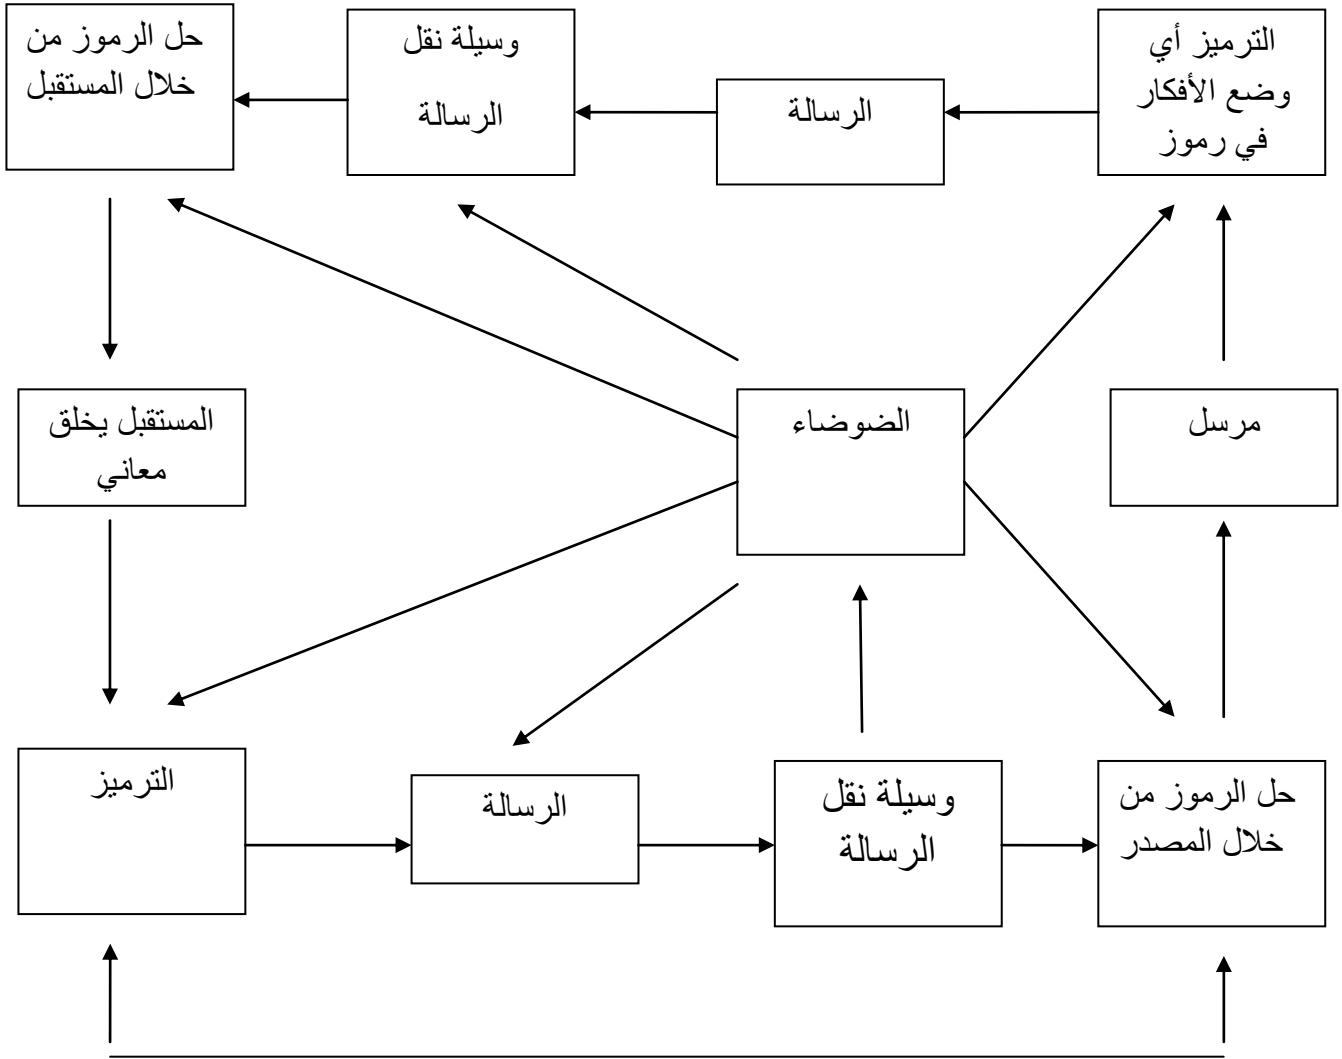 الترميز أي
وضع الأفكار
في رموز
الرسالة
وسيلة نقل
الرسالة
حل الرموز من
خلال المستقبل
مرسل
الضوضاء
المستقبل يخلق
معاني
الترميز
الرسالة
وسيلة نقل
الرسالة
حل الرموز من
خلال المصدر